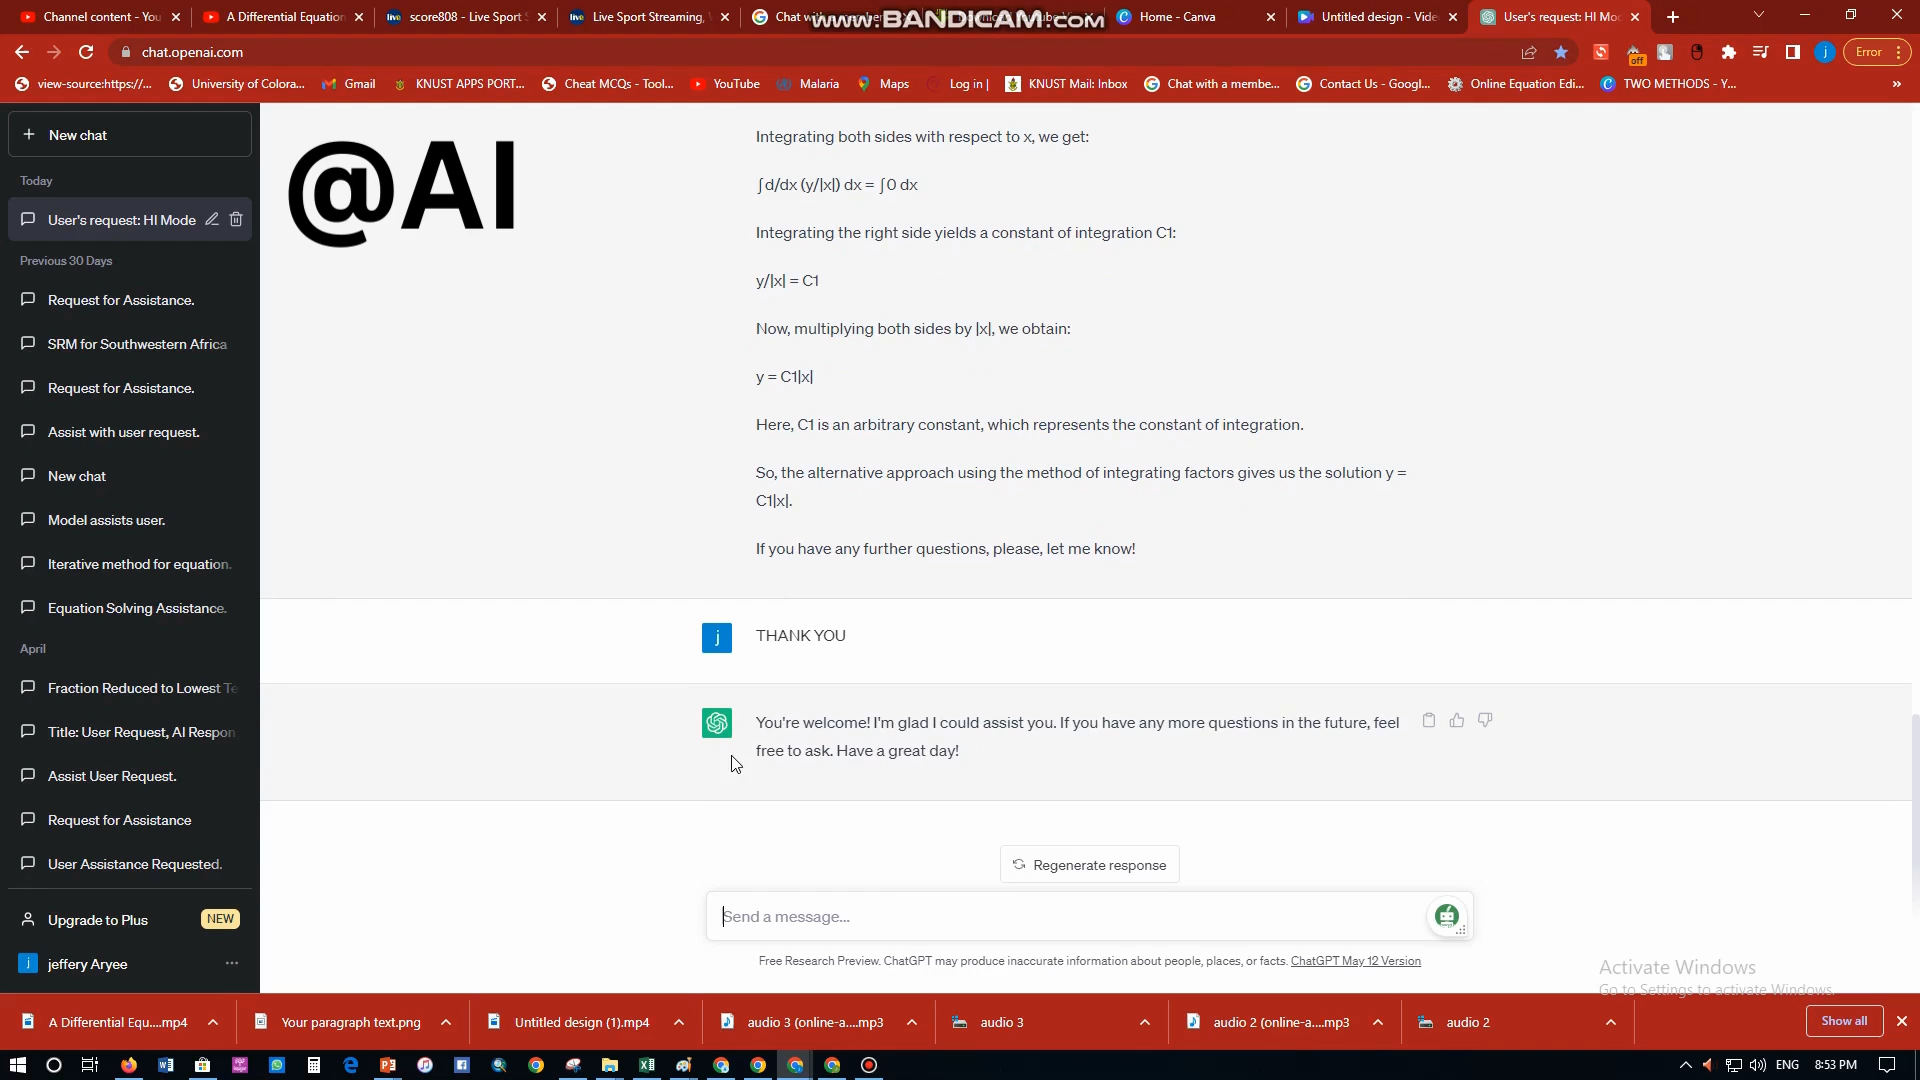 Channel content - You
A Differential Equation
score808 - Live Sport S
Live Sport Streaming,
Chat with
Home - Canva
Untitled design - Vide
User's request: HI Mod
www.BANDICAM.com
chat.openai.com
Error
view-source:https://...
University of Colora...
Gmail
KNUST APPS PORT...
Cheat MCQs - Tool...
YouTube
Malaria
Maps
Log in |
KNUST Mail: Inbox
Chat with a membe...
Contact Us - Googl...
Online Equation Edi...
TWO METHODS - Y...
New chat
Today
User's request: HI Mode
Previous 30 Days
Request for Assistance.
SRM for Southwestern Africa
Request for Assistance.
Assist with user request.
New chat
Model assists user.
Iterative method for equation.
Equation Solving Assistance.
April
Fraction Reduced to Lowest Te
Title: User Request, AI Respon
Assist User Request.
Request for Assistance
User Assistance Requested.
Upgrade to Plus
NEW
jeffery Aryee
@AI
Integrating both sides with respect to x, we get:
∫d/dx (y/|x|) dx = ∫0 dx
Integrating the right side yields a constant of integration C1:
y/|x| = C1
Now, multiplying both sides by |x|, we obtain:
y = C1|x|
Here, C1 is an arbitrary constant, which represents the constant of integration.
So, the alternative approach using the method of integrating factors gives us the solution y =
C1|x|.
If you have any further questions, please, let me know!
j
THANK YOU
You're welcome! I'm glad I could assist you. If you have any more questions in the future, feel
free to ask. Have a great day!
Regenerate response
Send a message...
Free Research Preview. ChatGPT may produce inaccurate information about people, places, or facts. ChatGPT May 12 Version
Activate Windows
Go to Settings to activate Windows.
A Differential Equ....mp4
Your paragraph text.png
Untitled design (1).mp4
audio 3 (online-a....mp3
audio 3
audio 2 (online-a....mp3
audio 2
Show all
ENG
8:53 PM